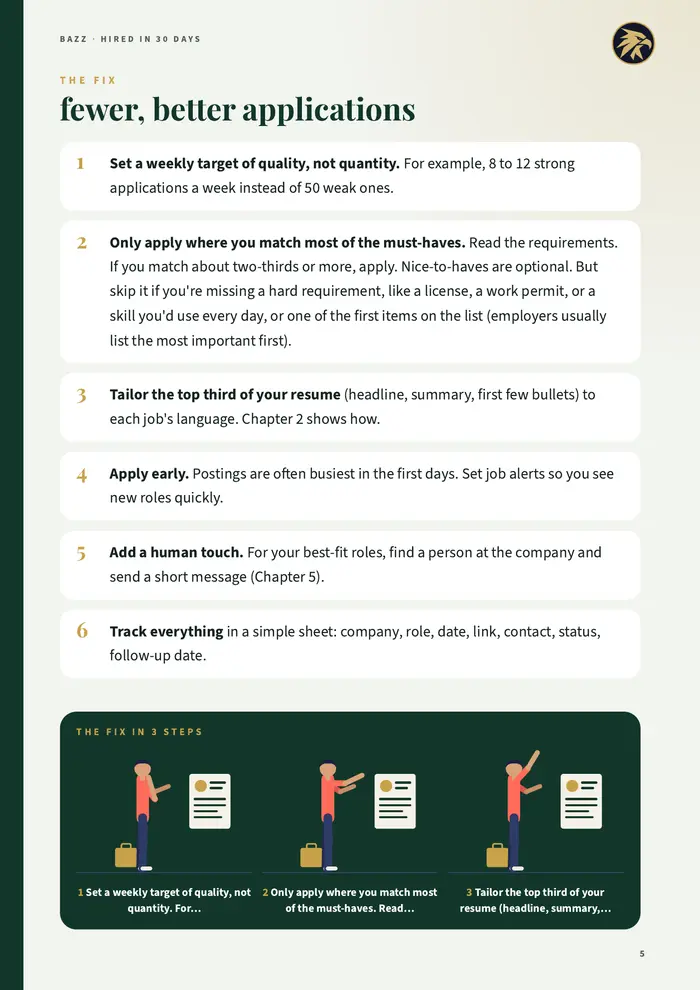 BAZZ · HIRED IN 30 DAYS
THE FIX
fewer, better applications
1 Set a weekly target of quality, not quantity. For example, 8 to 12 strong
applications a week instead of 50 weak ones.
2 Only apply where you match most of the must-haves. Read the requirements.
If you match about two-thirds or more, apply. Nice-to-haves are optional. But
skip it if you're missing a hard requirement, like a license, a work permit, or a
skill you'd use every day, or one of the first items on the list (employers usually
list the most important first).
3 Tailor the top third of your resume (headline, summary, first few bullets) to
each job's language. Chapter 2 shows how.
4 Apply early. Postings are often busiest in the first days. Set job alerts so you see
new roles quickly.
5 Add a human touch. For your best-fit roles, find a person at the company and
send a short message (Chapter 5).
6 Track everything in a simple sheet: company, role, date, link, contact, status,
follow-up date.
THE FIX IN 3 STEPS
1 Set a weekly target of quality, not
quantity. For…
2 Only apply where you match most
of the must-haves. Read…
3 Tailor the top third of your
resume (headline, summary,…
5